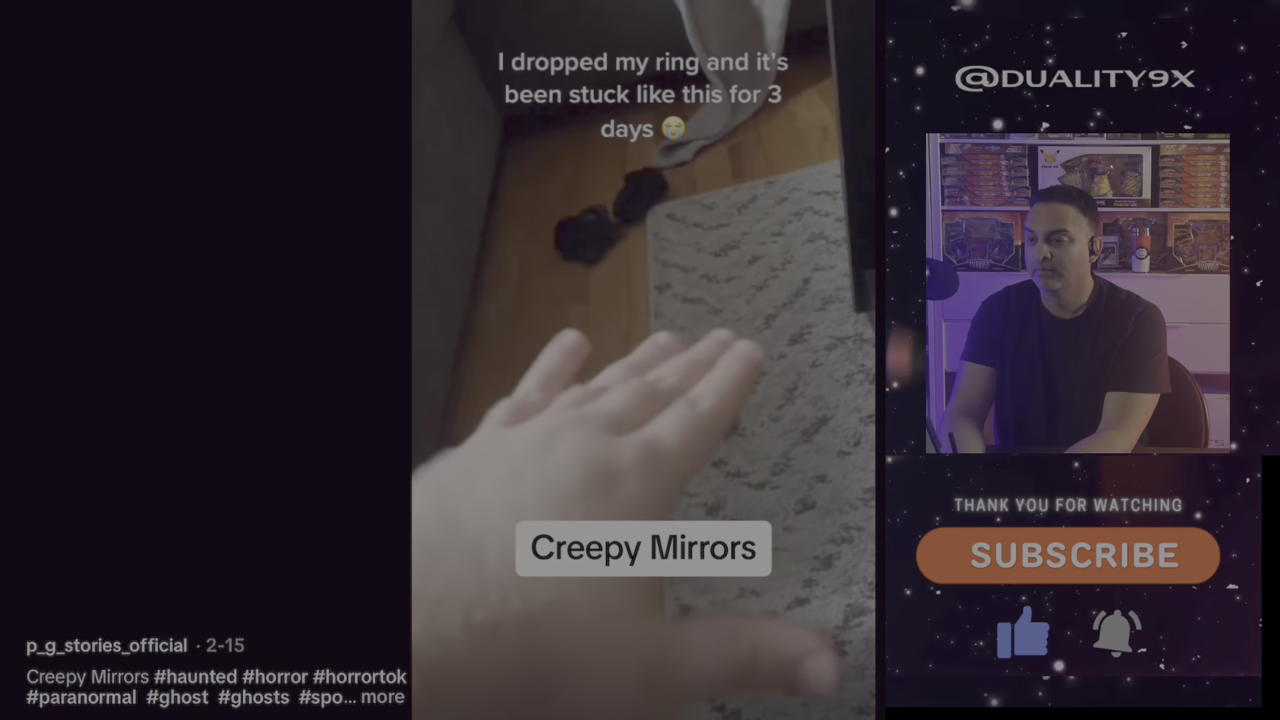 I dropped my ring and it's
been stuck like this for 3
days 😭
Creepy Mirrors
p_g_stories_official · 2-15
Creepy Mirrors #haunted #horror #horrortok
#paranormal #ghost #ghosts #spo... more
@DUALITY9X
THANK YOU FOR WATCHING
SUBSCRIBE